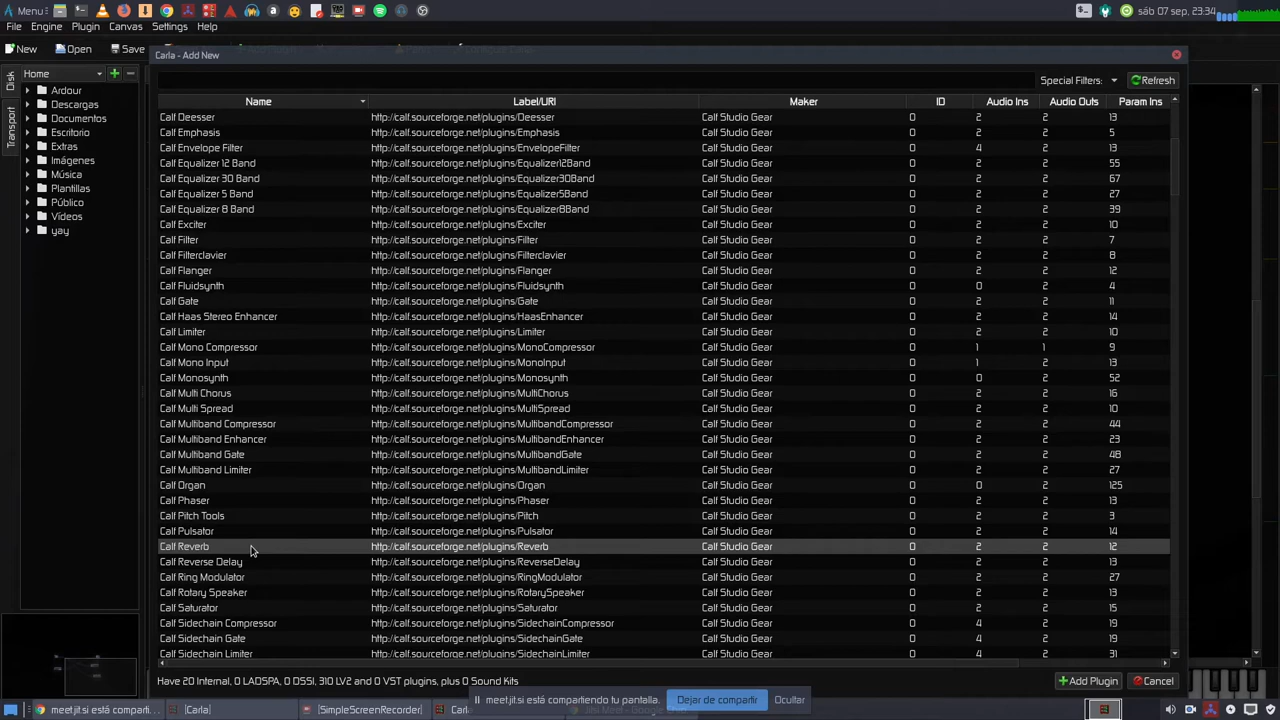 Menu
sáb 07 sep, 23:34
File Engine Plugin Canvas Settings Help
New Open Save
Carla - Add New
Disk
Transport
Home
Ardour
Descargas
Documentos
Escritorio
Extras
Imágenes
Música
Plantillas
Público
Vídeos
yay
Special Filters: Refresh
Name Label/URI Maker ID Audio Ins Audio Outs Param Ins
Calf Deesser http://calf.sourceforge.net/plugins/Deesser Calf Studio Gear 0 2 2 13
Calf Emphasis http://calf.sourceforge.net/plugins/Emphasis Calf Studio Gear 0 2 2 5
Calf Envelope Filter http://calf.sourceforge.net/plugins/EnvelopeFilter Calf Studio Gear 0 4 2 13
Calf Equalizer 12 Band http://calf.sourceforge.net/plugins/Equalizer12Band Calf Studio Gear 0 2 2 55
Calf Equalizer 30 Band http://calf.sourceforge.net/plugins/Equalizer30Band Calf Studio Gear 0 2 2 67
Calf Equalizer 5 Band http://calf.sourceforge.net/plugins/Equalizer5Band Calf Studio Gear 0 2 2 27
Calf Equalizer 8 Band http://calf.sourceforge.net/plugins/Equalizer8Band Calf Studio Gear 0 2 2 39
Calf Exciter http://calf.sourceforge.net/plugins/Exciter Calf Studio Gear 0 2 2 10
Calf Filter http://calf.sourceforge.net/plugins/Filter Calf Studio Gear 0 2 2 7
Calf Filterclavier http://calf.sourceforge.net/plugins/Filterclavier Calf Studio Gear 0 2 2 8
Calf Flanger http://calf.sourceforge.net/plugins/Flanger Calf Studio Gear 0 2 2 12
Calf Fluidsynth http://calf.sourceforge.net/plugins/Fluidsynth Calf Studio Gear 0 0 2 4
Calf Gate http://calf.sourceforge.net/plugins/Gate Calf Studio Gear 0 2 2 11
Calf Haas Stereo Enhancer http://calf.sourceforge.net/plugins/HaasEnhancer Calf Studio Gear 0 2 2 14
Calf Limiter http://calf.sourceforge.net/plugins/Limiter Calf Studio Gear 0 2 2 10
Calf Mono Compressor http://calf.sourceforge.net/plugins/MonoCompressor Calf Studio Gear 0 1 1 9
Calf Mono Input http://calf.sourceforge.net/plugins/MonoInput Calf Studio Gear 0 1 2 13
Calf Monosynth http://calf.sourceforge.net/plugins/Monosynth Calf Studio Gear 0 0 2 52
Calf Multi Chorus http://calf.sourceforge.net/plugins/MultiChorus Calf Studio Gear 0 2 2 16
Calf Multi Spread http://calf.sourceforge.net/plugins/MultiSpread Calf Studio Gear 0 2 2 10
Calf Multiband Compressor http://calf.sourceforge.net/plugins/MultibandCompressor Calf Studio Gear 0 2 2 44
Calf Multiband Enhancer http://calf.sourceforge.net/plugins/MultibandEnhancer Calf Studio Gear 0 2 2 23
Calf Multiband Gate http://calf.sourceforge.net/plugins/MultibandGate Calf Studio Gear 0 2 2 48
Calf Multiband Limiter http://calf.sourceforge.net/plugins/MultibandLimiter Calf Studio Gear 0 2 2 27
Calf Organ http://calf.sourceforge.net/plugins/Organ Calf Studio Gear 0 0 2 125
Calf Phaser http://calf.sourceforge.net/plugins/Phaser Calf Studio Gear 0 2 2 13
Calf Pitch Tools http://calf.sourceforge.net/plugins/Pitch Calf Studio Gear 0 2 2 3
Calf Pulsator http://calf.sourceforge.net/plugins/Pulsator Calf Studio Gear 0 2 2 14
Calf Reverb http://calf.sourceforge.net/plugins/Reverb Calf Studio Gear 0 2 2 12
Calf Reverse Delay http://calf.sourceforge.net/plugins/ReverseDelay Calf Studio Gear 0 2 2 13
Calf Ring Modulator http://calf.sourceforge.net/plugins/RingModulator Calf Studio Gear 0 2 2 27
Calf Rotary Speaker http://calf.sourceforge.net/plugins/RotarySpeaker Calf Studio Gear 0 2 2 13
Calf Saturator http://calf.sourceforge.net/plugins/Saturator Calf Studio Gear 0 2 2 15
Calf Sidechain Compressor http://calf.sourceforge.net/plugins/SidechainCompressor Calf Studio Gear 0 4 2 19
Calf Sidechain Gate http://calf.sourceforge.net/plugins/SidechainGate Calf Studio Gear 0 4 2 19
Calf Sidechain Limiter http://calf.sourceforge.net/plugins/SidechainLimiter Calf Studio Gear 0 4 2 31
Have 20 Internal, 0 LADSPA, 0 DSSI, 310 LV2 and 0 VST plugins, plus 0 Sound Kits
Add Plugin Cancel
meet.jit.si está compartiendo tu pantalla. Dejar de compartir Ocultar
meet.jit.si está comparti... [Carla] [SimpleScreenRecorder]